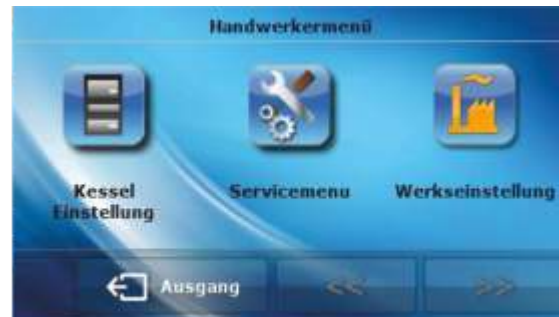 Handwerkermenü
Kessel
Einstellung
Servicemenu
Werkseinstellung
Ausgang
<<
>>